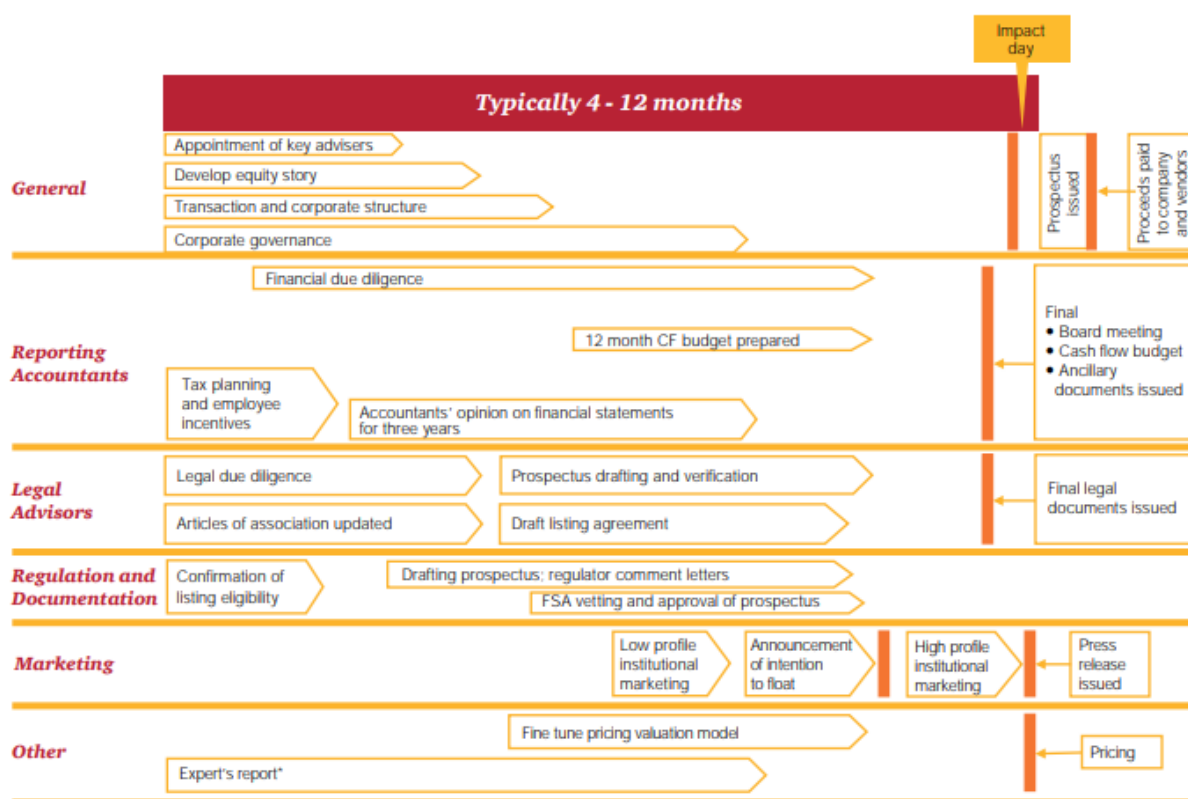 Impact
day
Typically 4 - 12 months
General
Appointment of key advisers
Develop equity story
Transaction and corporate structure
Corporate governance
Prospectus
issued
Proceeds paid
to company
and vendors
Reporting
Accountants
Financial due diligence
12 month CF budget prepared
Tax planning
and employee
incentives
Accountants' opinion on financial statements
for three years
Final
• Board meeting
• Cash flow budget
• Ancillary
documents issued
Legal
Advisors
Legal due diligence
Prospectus drafting and verification
Articles of association updated
Draft listing agreement
Final legal
documents issued
Regulation and
Documentation
Confirmation of
listing eligibility
Drafting prospectus; regulator comment letters
FSA vetting and approval of prospectus
Marketing
Low profile
institutional
marketing
Announcement
of intention
to float
High profile
institutional
marketing
Press
release
issued
Other
Fine tune pricing valuation model
Expert's report*
Pricing